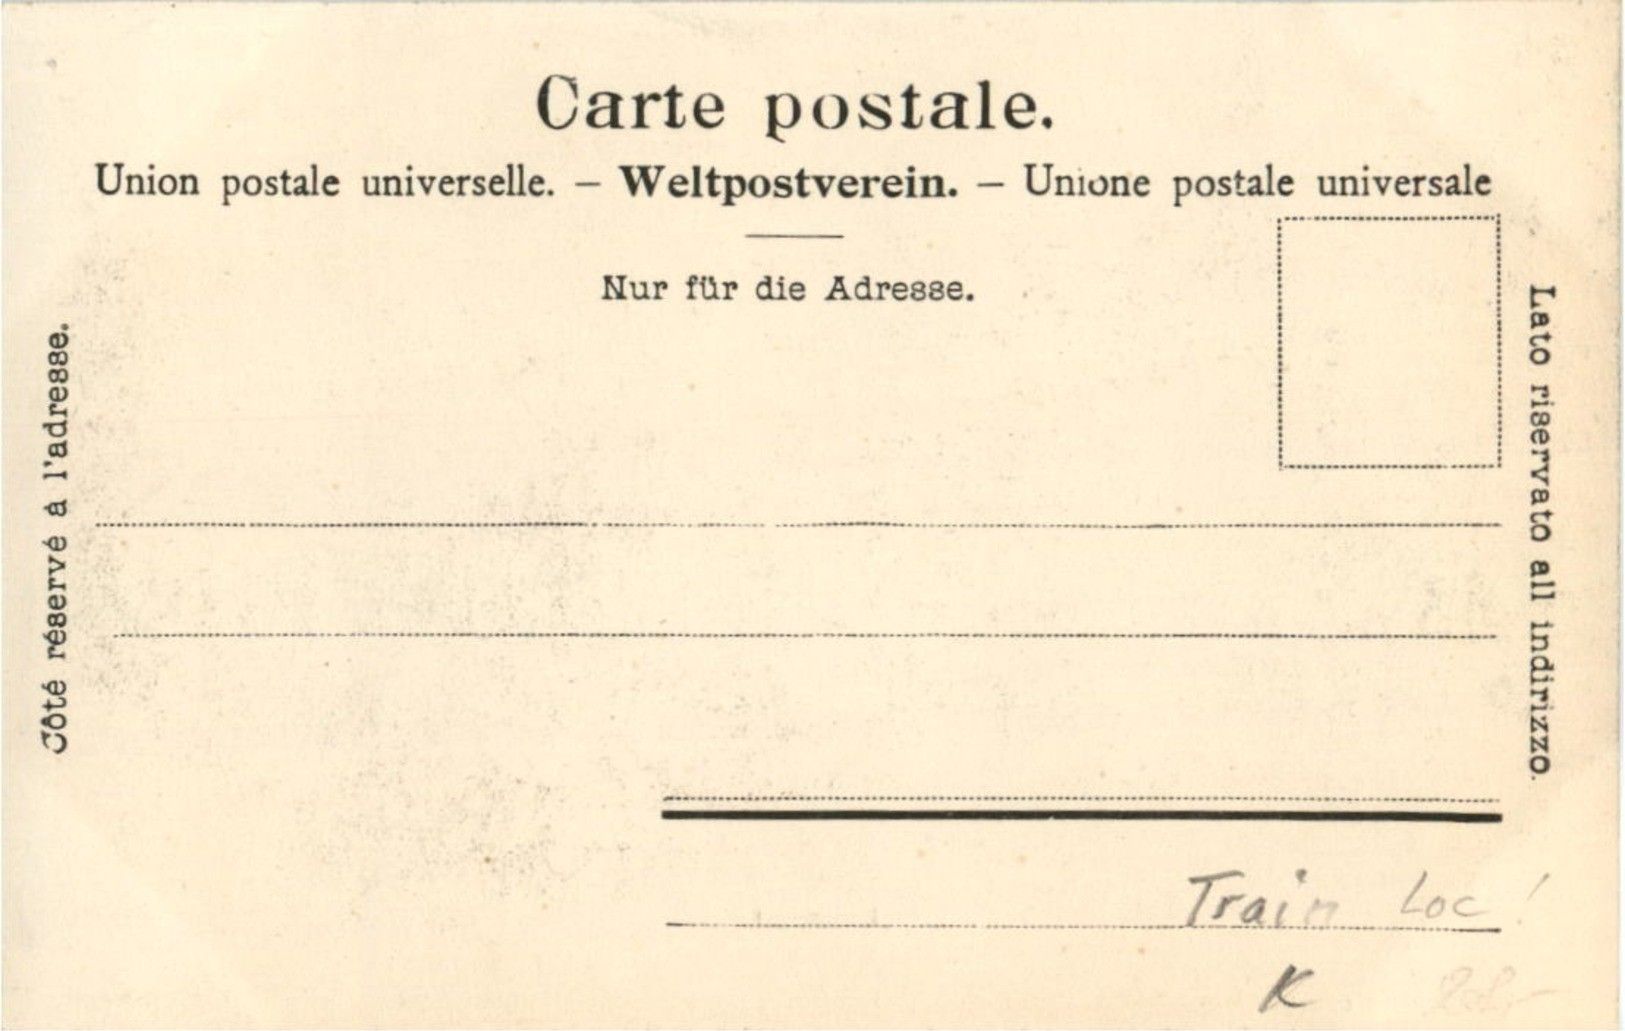 Carte postale.
Union postale universelle. – Weltpostverein. – Unione postale universale
Nur für die Adresse.
Côté réservé á l'adresse.
Lato riservato all indirizzo.
Train Loc!
K